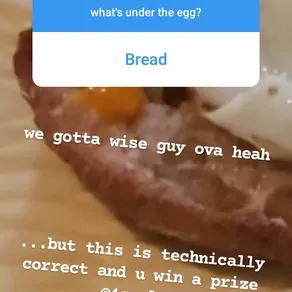 what's under the egg?
Bread
we gotta wise guy ova heah
...but this is technically
correct and u win a prize